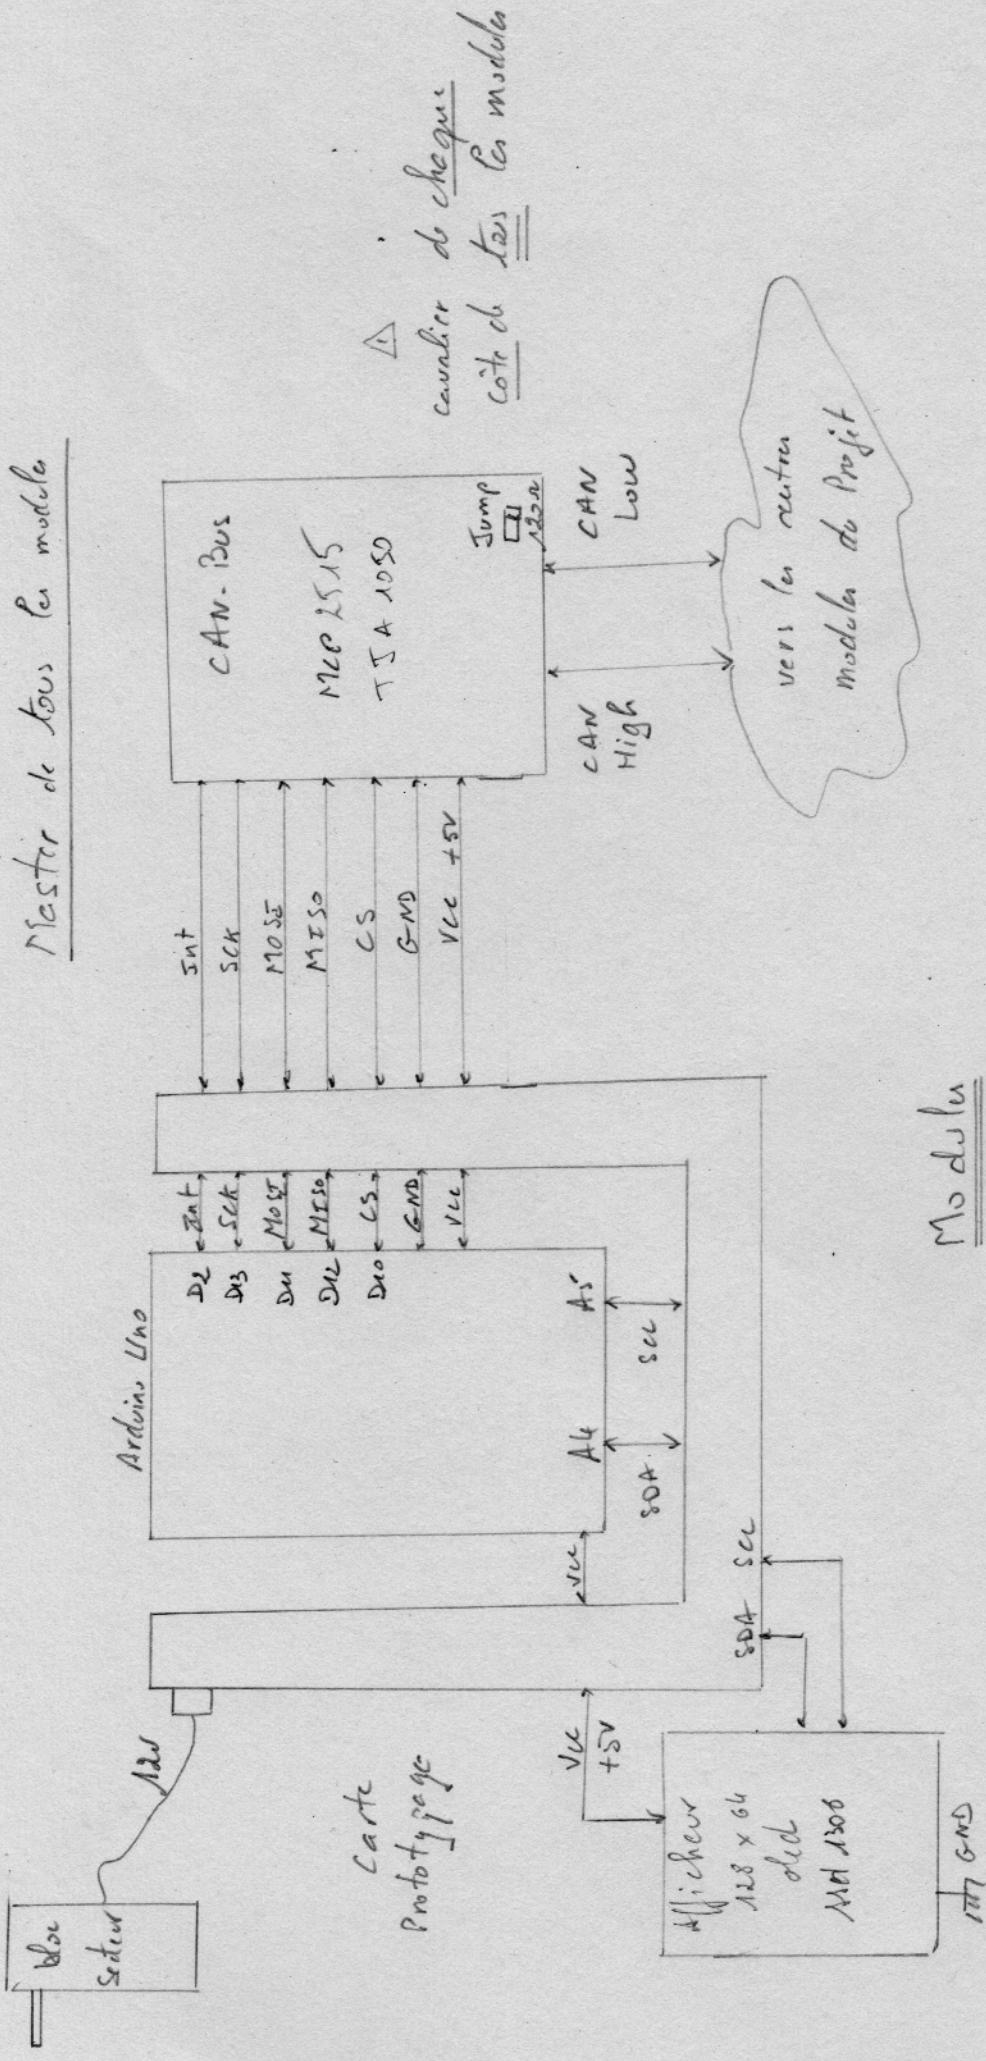 Master de tous les modules
bloc
secteur
12V
Carte
Prototypage
Arduino Uno
D2
D13
D11
D12
D10
Int
SCK
MOSI
MISO
CS
GND
VCC
Int
SCK
MOSI
MISO
CS
GND
VCC +5V
CAN-Bus
MCP 2515
TJA 1050
Jump
120Ω
⚠
cavalier de chaque
côté de tous les modules
VCC
A4
A5
SDA
SCL
VCC
+5V
SDA
SCL
Afficheur
128 x 64
oled
ssd 1306
GND
CAN
High
CAN
Low
vers les autres
modules du Projet
Modules